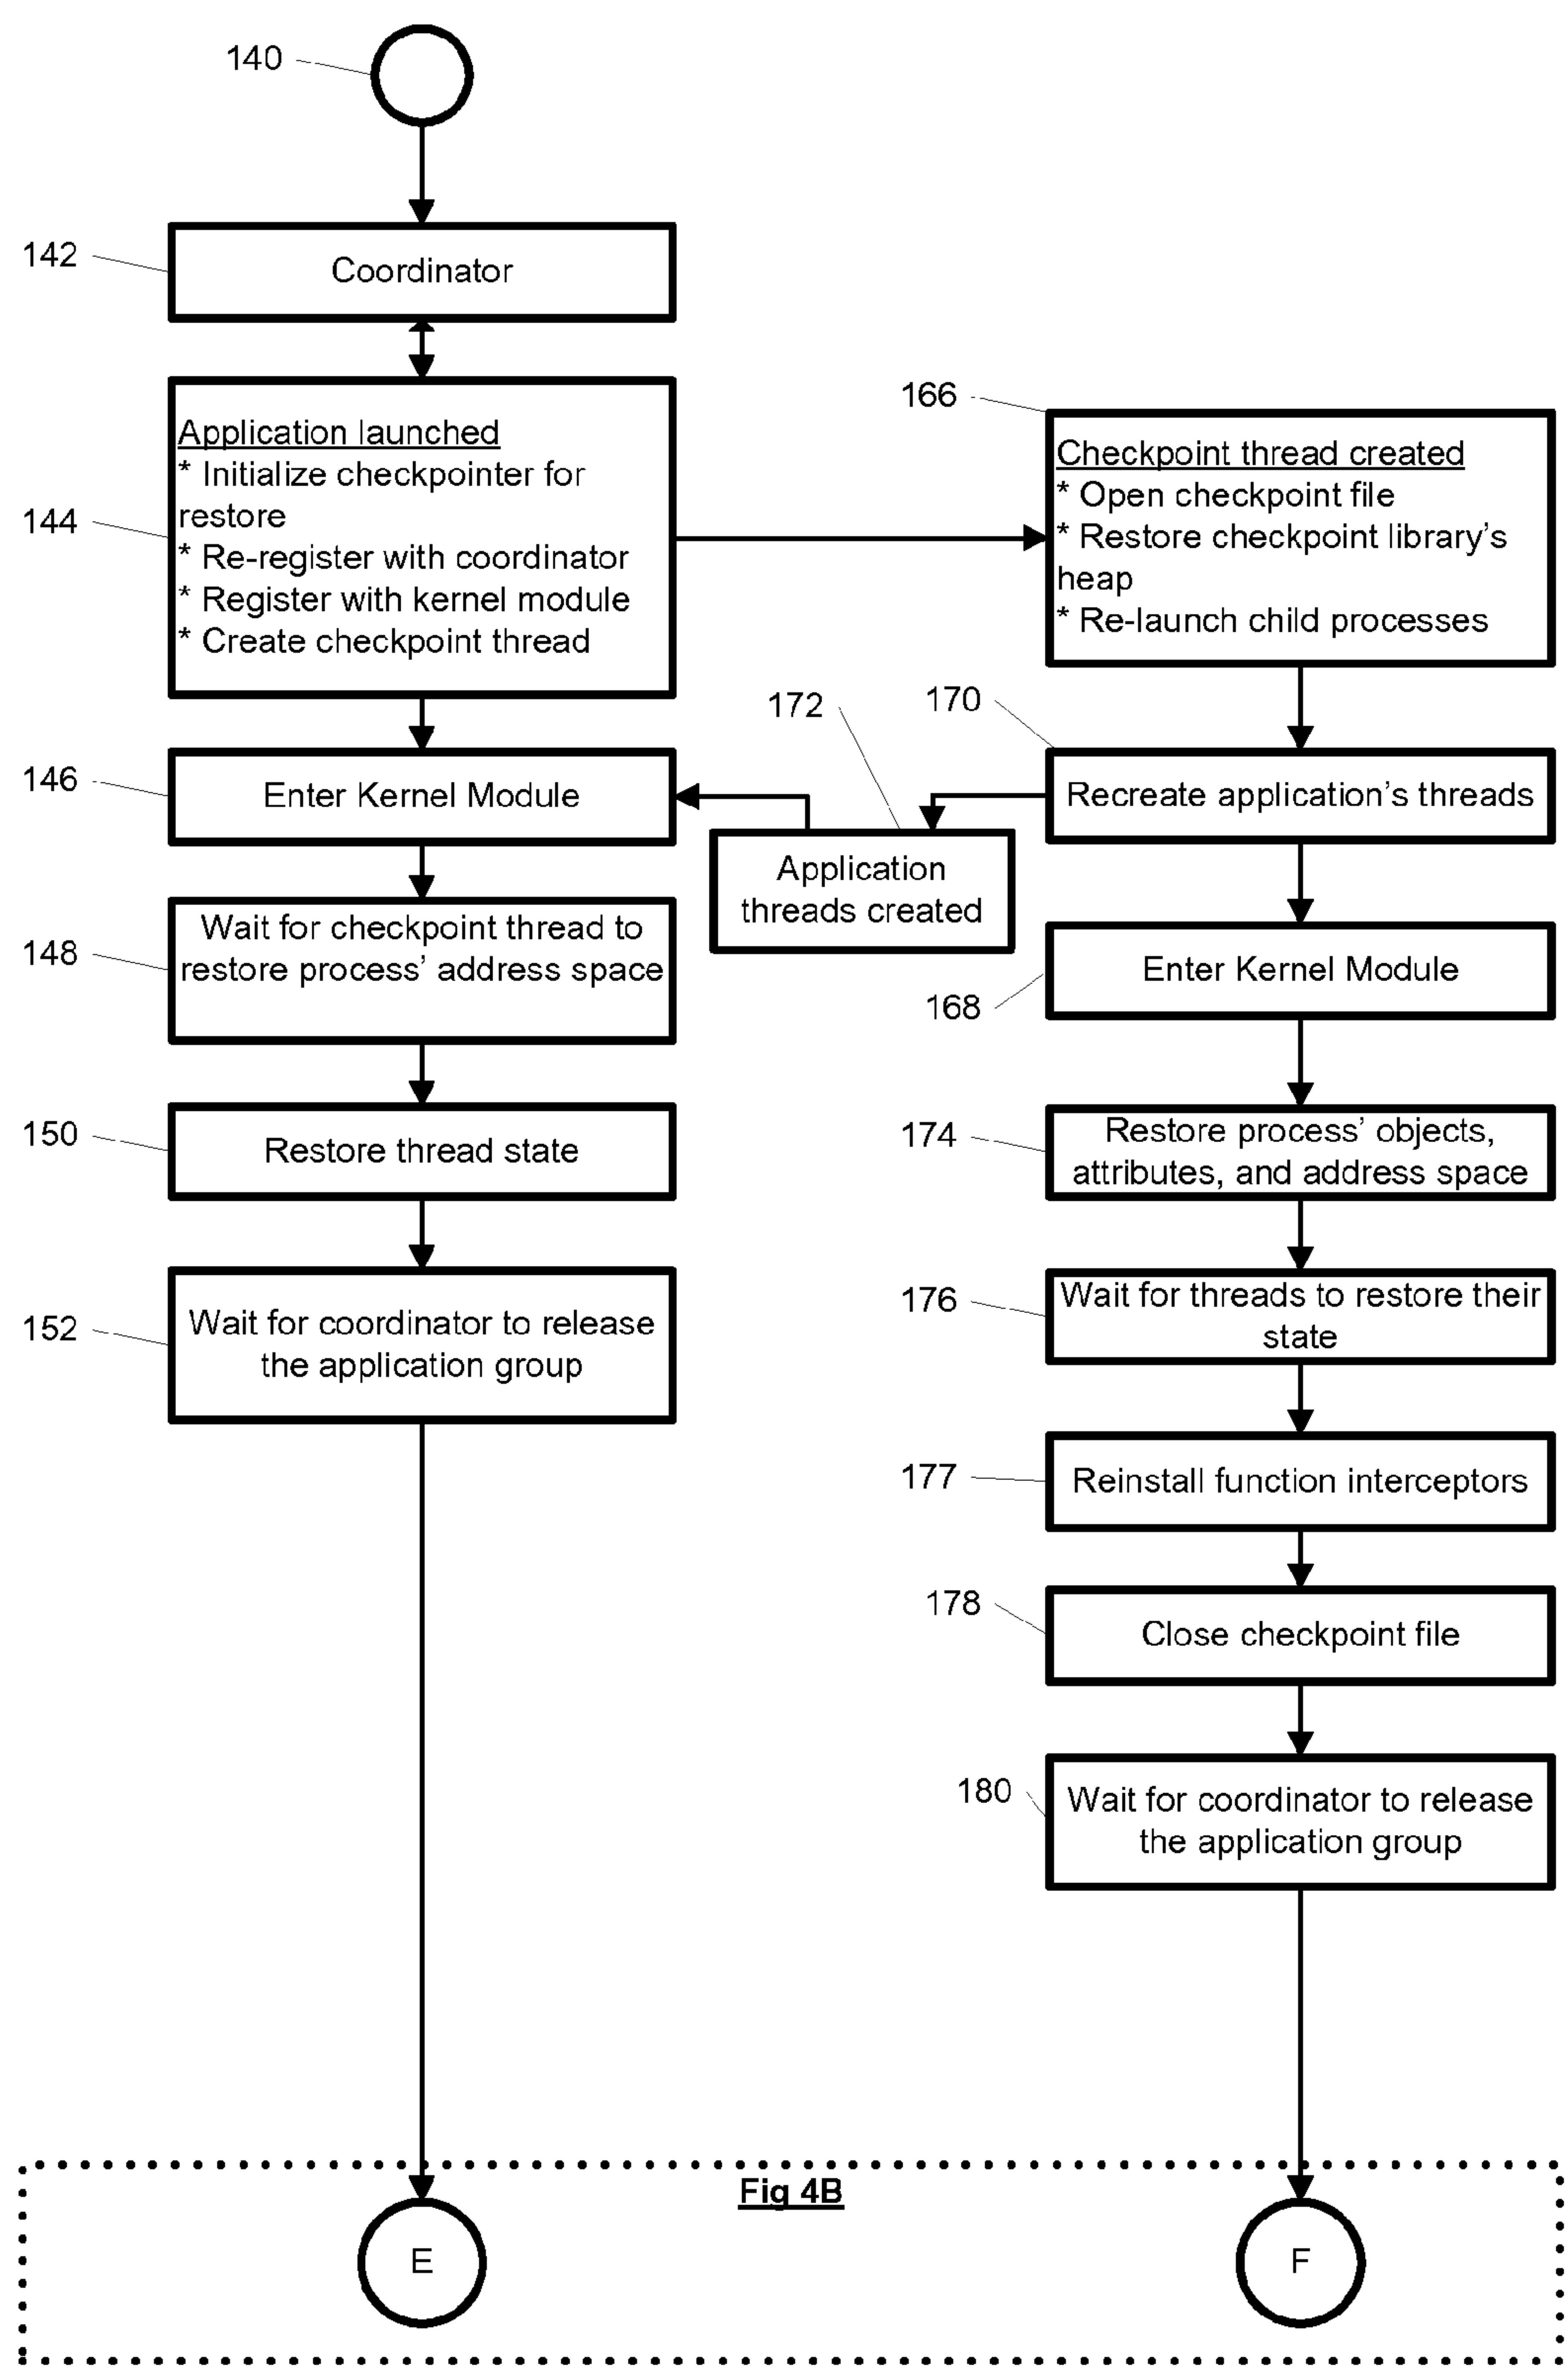 140
142
Coordinator
144
Application launched
* Initialize checkpointer for
restore
* Re-register with coordinator
* Register with kernel module
* Create checkpoint thread
166
Checkpoint thread created
* Open checkpoint file
* Restore checkpoint library’s
heap
* Re-launch child processes
146
Enter Kernel Module
172
Application
threads created
170
Recreate application’s threads
148
Wait for checkpoint thread to
restore process’ address space
168
Enter Kernel Module
150
Restore thread state
174
Restore process’ objects,
attributes, and address space
152
Wait for coordinator to release
the application group
176
Wait for threads to restore their
state
177
Reinstall function interceptors
178
Close checkpoint file
180
Wait for coordinator to release
the application group
Fig 4B
E
F